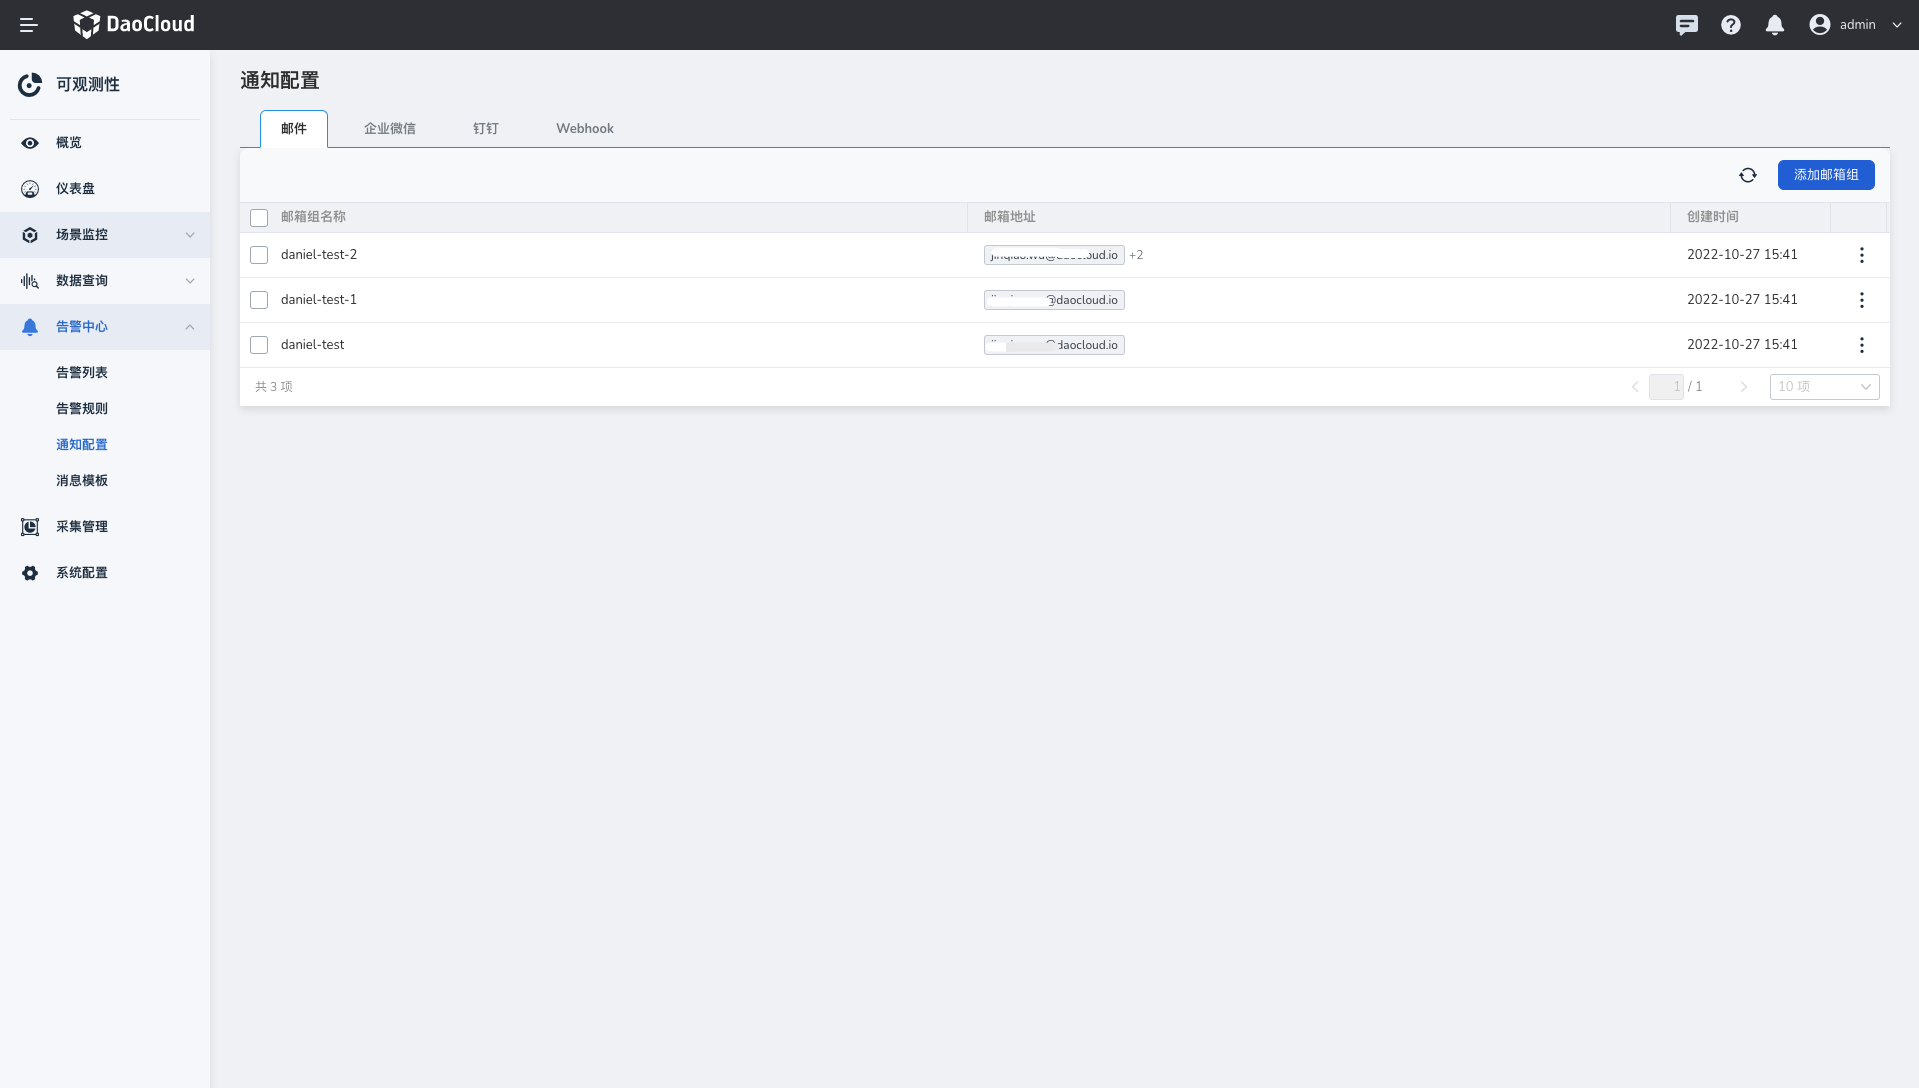 DaoCloud
admin
可观测性
概览
仪表盘
场景监控
数据查询
告警中心
告警列表
告警规则
通知配置
消息模板
采集管理
系统配置
通知配置
邮件 企业微信 钉钉 Webhook
添加邮箱组
邮箱组名称 邮箱地址 创建时间
daniel-test-2 +2 2022-10-27 15:41
daniel-test-1 @daocloud.io 2022-10-27 15:41
daniel-test daocloud.io 2022-10-27 15:41
共 3 项 1 / 1 10 项